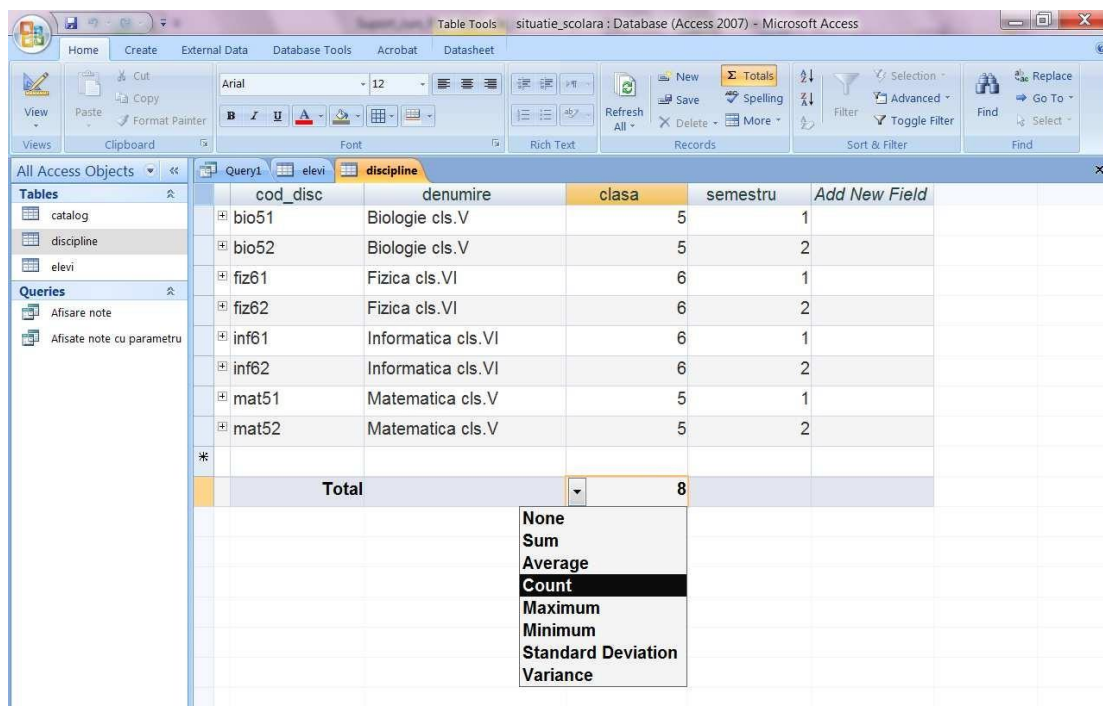 Table Tools situatie_scolara : Database (Access 2007) - Microsoft Access
Home Create External Data Database Tools Acrobat Datasheet
View
Views
Paste
Cut
Copy
Format Painter
Clipboard
Arial 12
B I U A
Font
Rich Text
Refresh All
New
Save
Delete
Σ Totals
Spelling
More
Records
Filter
Selection
Advanced
Toggle Filter
Sort & Filter
Find
Replace
Go To
Select
Find
All Access Objects
Tables
catalog
discipline
elevi
Queries
Afisare note
Afisate note cu parametru
Query1 elevi discipline
cod_disc denumire clasa semestru Add New Field
bio51 Biologie cls.V 5 1
bio52 Biologie cls.V 5 2
fiz61 Fizica cls.VI 6 1
fiz62 Fizica cls.VI 6 2
inf61 Informatica cls.VI 6 1
inf62 Informatica cls.VI 6 2
mat51 Matematica cls.V 5 1
mat52 Matematica cls.V 5 2
Total 8
None
Sum
Average
Count
Maximum
Minimum
Standard Deviation
Variance